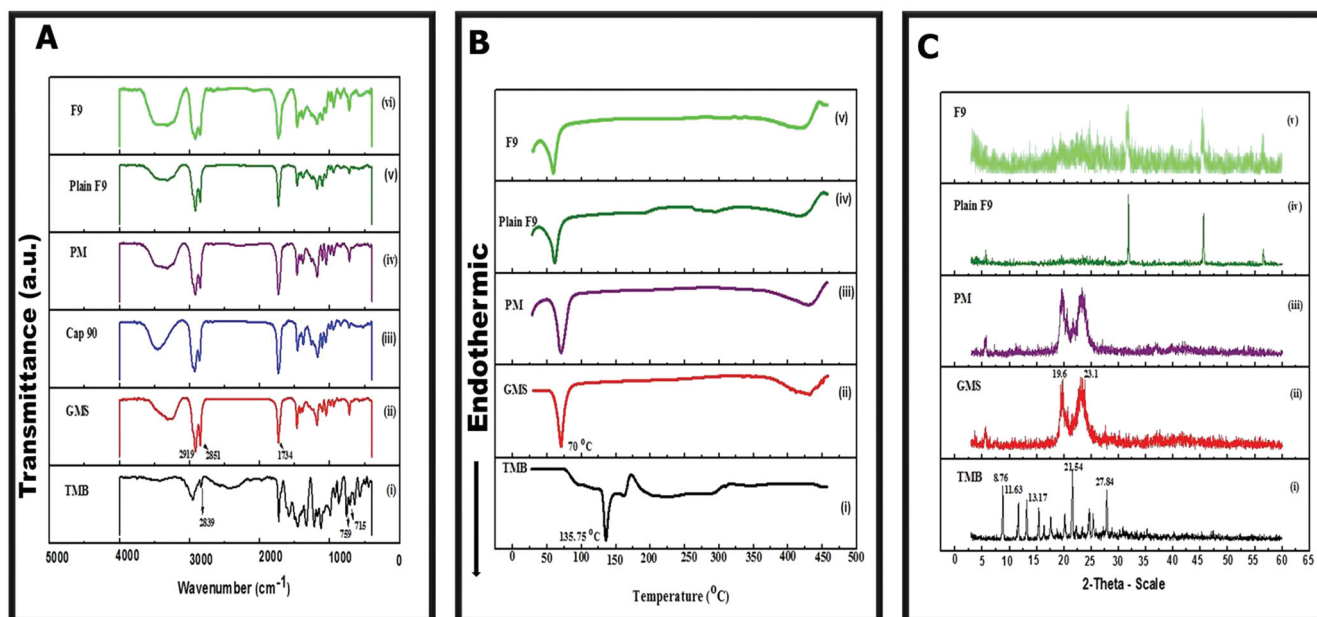 A
Transmittance (a.u.)
F9
(vi)
Plain F9
(v)
PM
(iv)
Cap 90
(iii)
GMS
(ii)
2919
2851
1734
TMB
(i)
2839
759
715
5000 4000 3000 2000 1000 0
Wavenumber (cm⁻¹)
B
Endothermic
F9
(v)
Plain F9
(iv)
PM
(iii)
GMS
(ii)
70 ⁰C
TMB
(i)
135.75 ⁰C
0 50 100 150 200 250 300 350 400 450 500
Temperature (⁰C)
C
F9
(v)
Plain F9
(iv)
PM
(iii)
GMS
19.6
23.1
(ii)
TMB
8.76
11.63
13.17
21.54
27.84
(i)
0 5 10 15 20 25 30 35 40 45 50 55 60 65
2-Theta - Scale